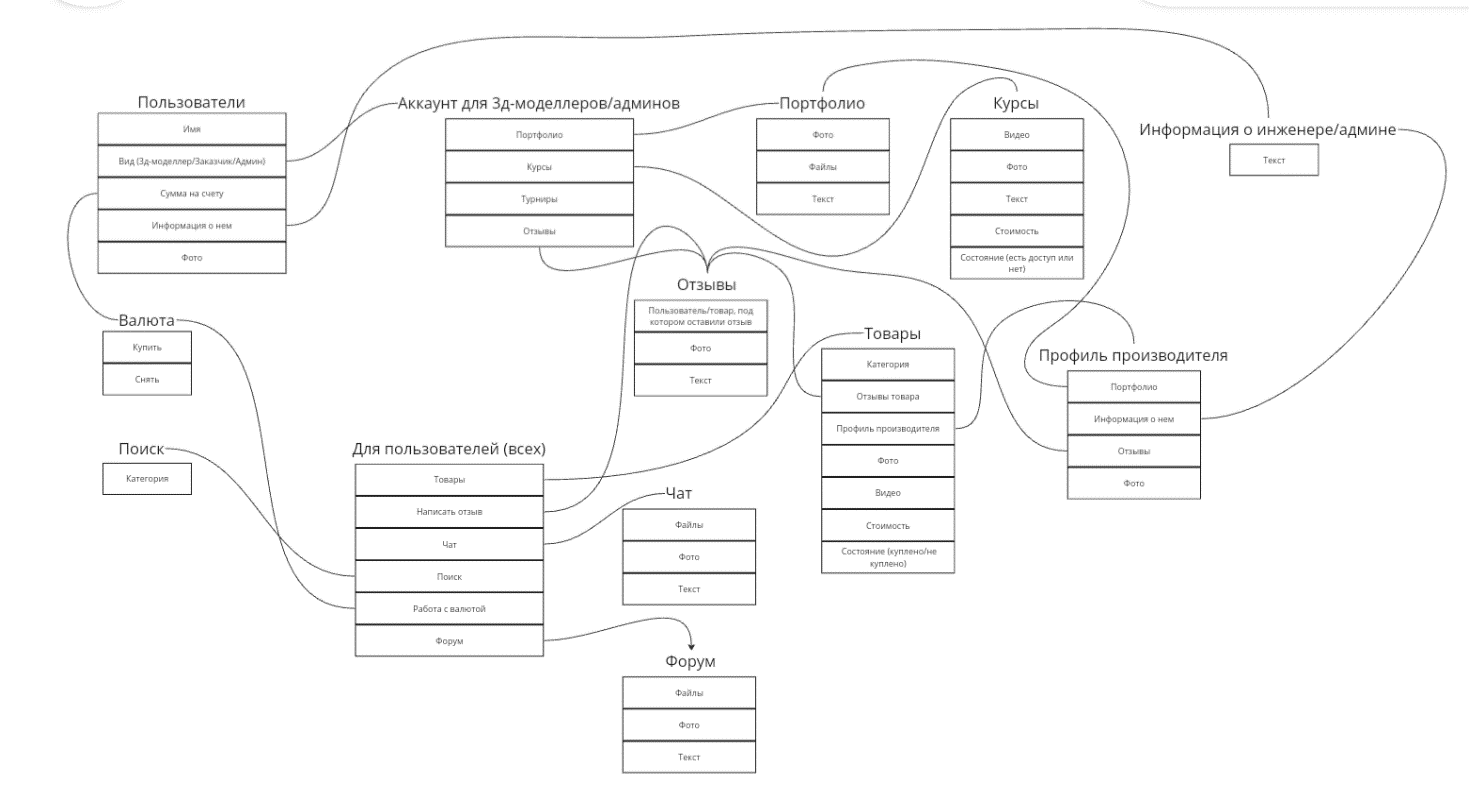 Пользователи
Имя
Вид (3д-моделлер/Заказчик/Админ)
Сумма на счету
Информация о нем
Фото
Аккаунт для 3д-моделлеров/админов
Портфолио
Курсы
Турниры
Отзывы
Портфолио
Фото
Файлы
Текст
Курсы
Видео
Фото
Текст
Стоимость
Состояние (есть доступ или
нет)
Информация о инженере/админе
Текст
Отзывы
Пользователь/товар, под
котором оставили отзыв
Фото
Текст
Валюта
Купить
Снять
Товары
Категория
Отзывы товара
Профиль производителя
Фото
Видео
Стоимость
Состояние (куплено/не
куплено)
Профиль производителя
Портфолио
Информация о нем
Отзывы
Фото
Поиск
Категория
Для пользователей (всех)
Товары
Написать отзыв
Чат
Поиск
Работа с валютой
Форум
Чат
Файлы
Фото
Текст
Форум
Файлы
Фото
Текст